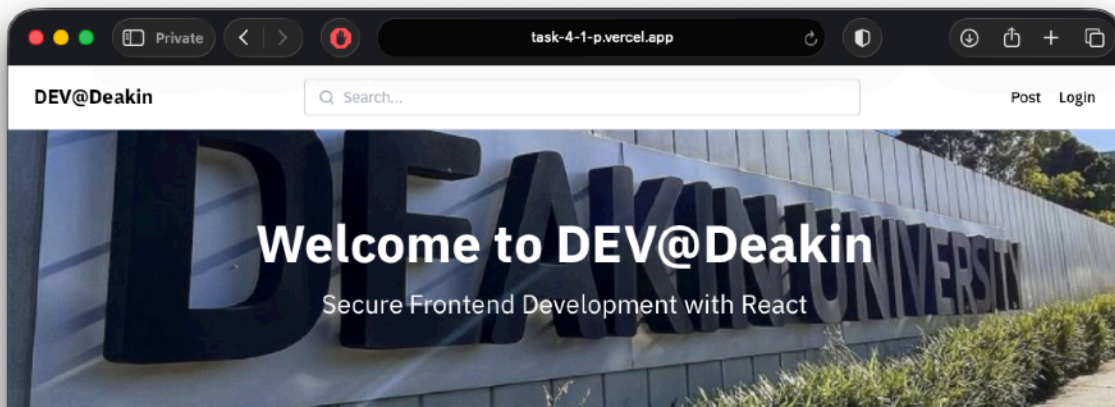 Private
task-4-1-p.vercel.app
DEV@Deakin
Search...
Post Login
DEAKIN UNIVERSITY
Welcome to DEV@Deakin
Secure Frontend Development with React